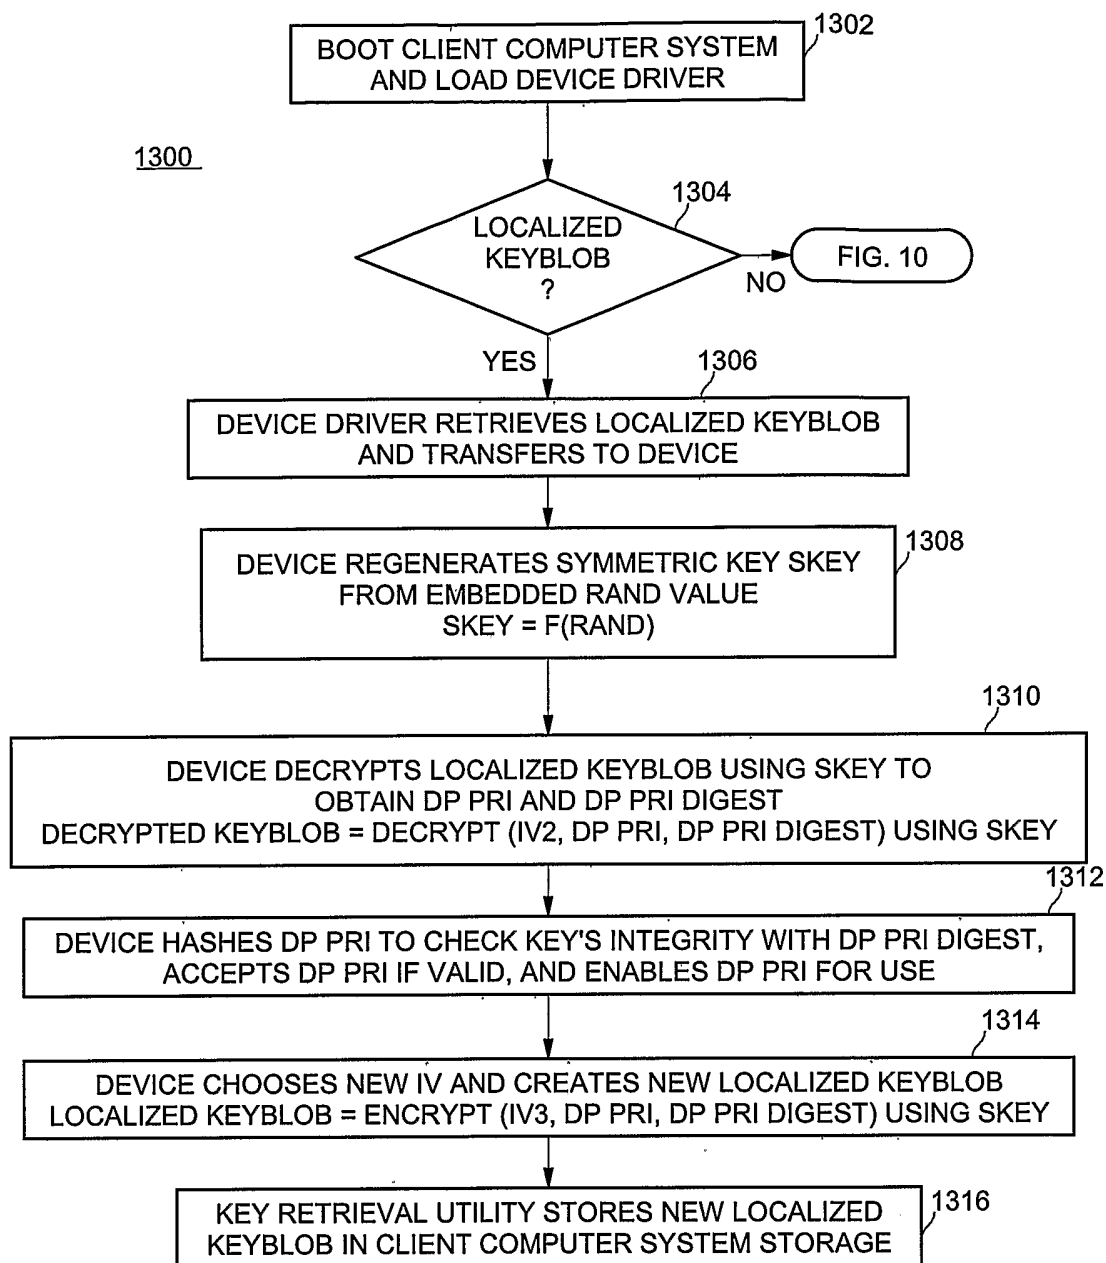 1302
BOOT CLIENT COMPUTER SYSTEM
AND LOAD DEVICE DRIVER
1300
1304
LOCALIZED
KEYBLOB
?
FIG. 10
NO
YES
1306
DEVICE DRIVER RETRIEVES LOCALIZED KEYBLOB
AND TRANSFERS TO DEVICE
1308
DEVICE REGENERATES SYMMETRIC KEY SKEY
FROM EMBEDDED RAND VALUE
SKEY = F(RAND)
1310
DEVICE DECRYPTS LOCALIZED KEYBLOB USING SKEY TO
OBTAIN DP PRI AND DP PRI DIGEST
DECRYPTED KEYBLOB = DECRYPT (IV2, DP PRI, DP PRI DIGEST) USING SKEY
1312
DEVICE HASHES DP PRI TO CHECK KEY'S INTEGRITY WITH DP PRI DIGEST,
ACCEPTS DP PRI IF VALID, AND ENABLES DP PRI FOR USE
1314
DEVICE CHOOSES NEW IV AND CREATES NEW LOCALIZED KEYBLOB
LOCALIZED KEYBLOB = ENCRYPT (IV3, DP PRI, DP PRI DIGEST) USING SKEY
1316
KEY RETRIEVAL UTILITY STORES NEW LOCALIZED
KEYBLOB IN CLIENT COMPUTER SYSTEM STORAGE